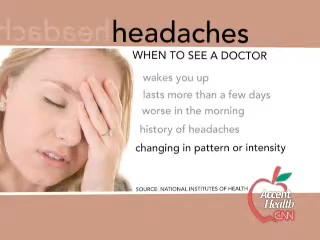 headaches
headaches
WHEN TO SEE A DOCTOR
wakes you up
lasts more than a few days
worse in the morning
history of headaches
changing in pattern or intensity
SOURCE: NATIONAL INSTITUTES OF HEALTH
Accent
Health
CNN